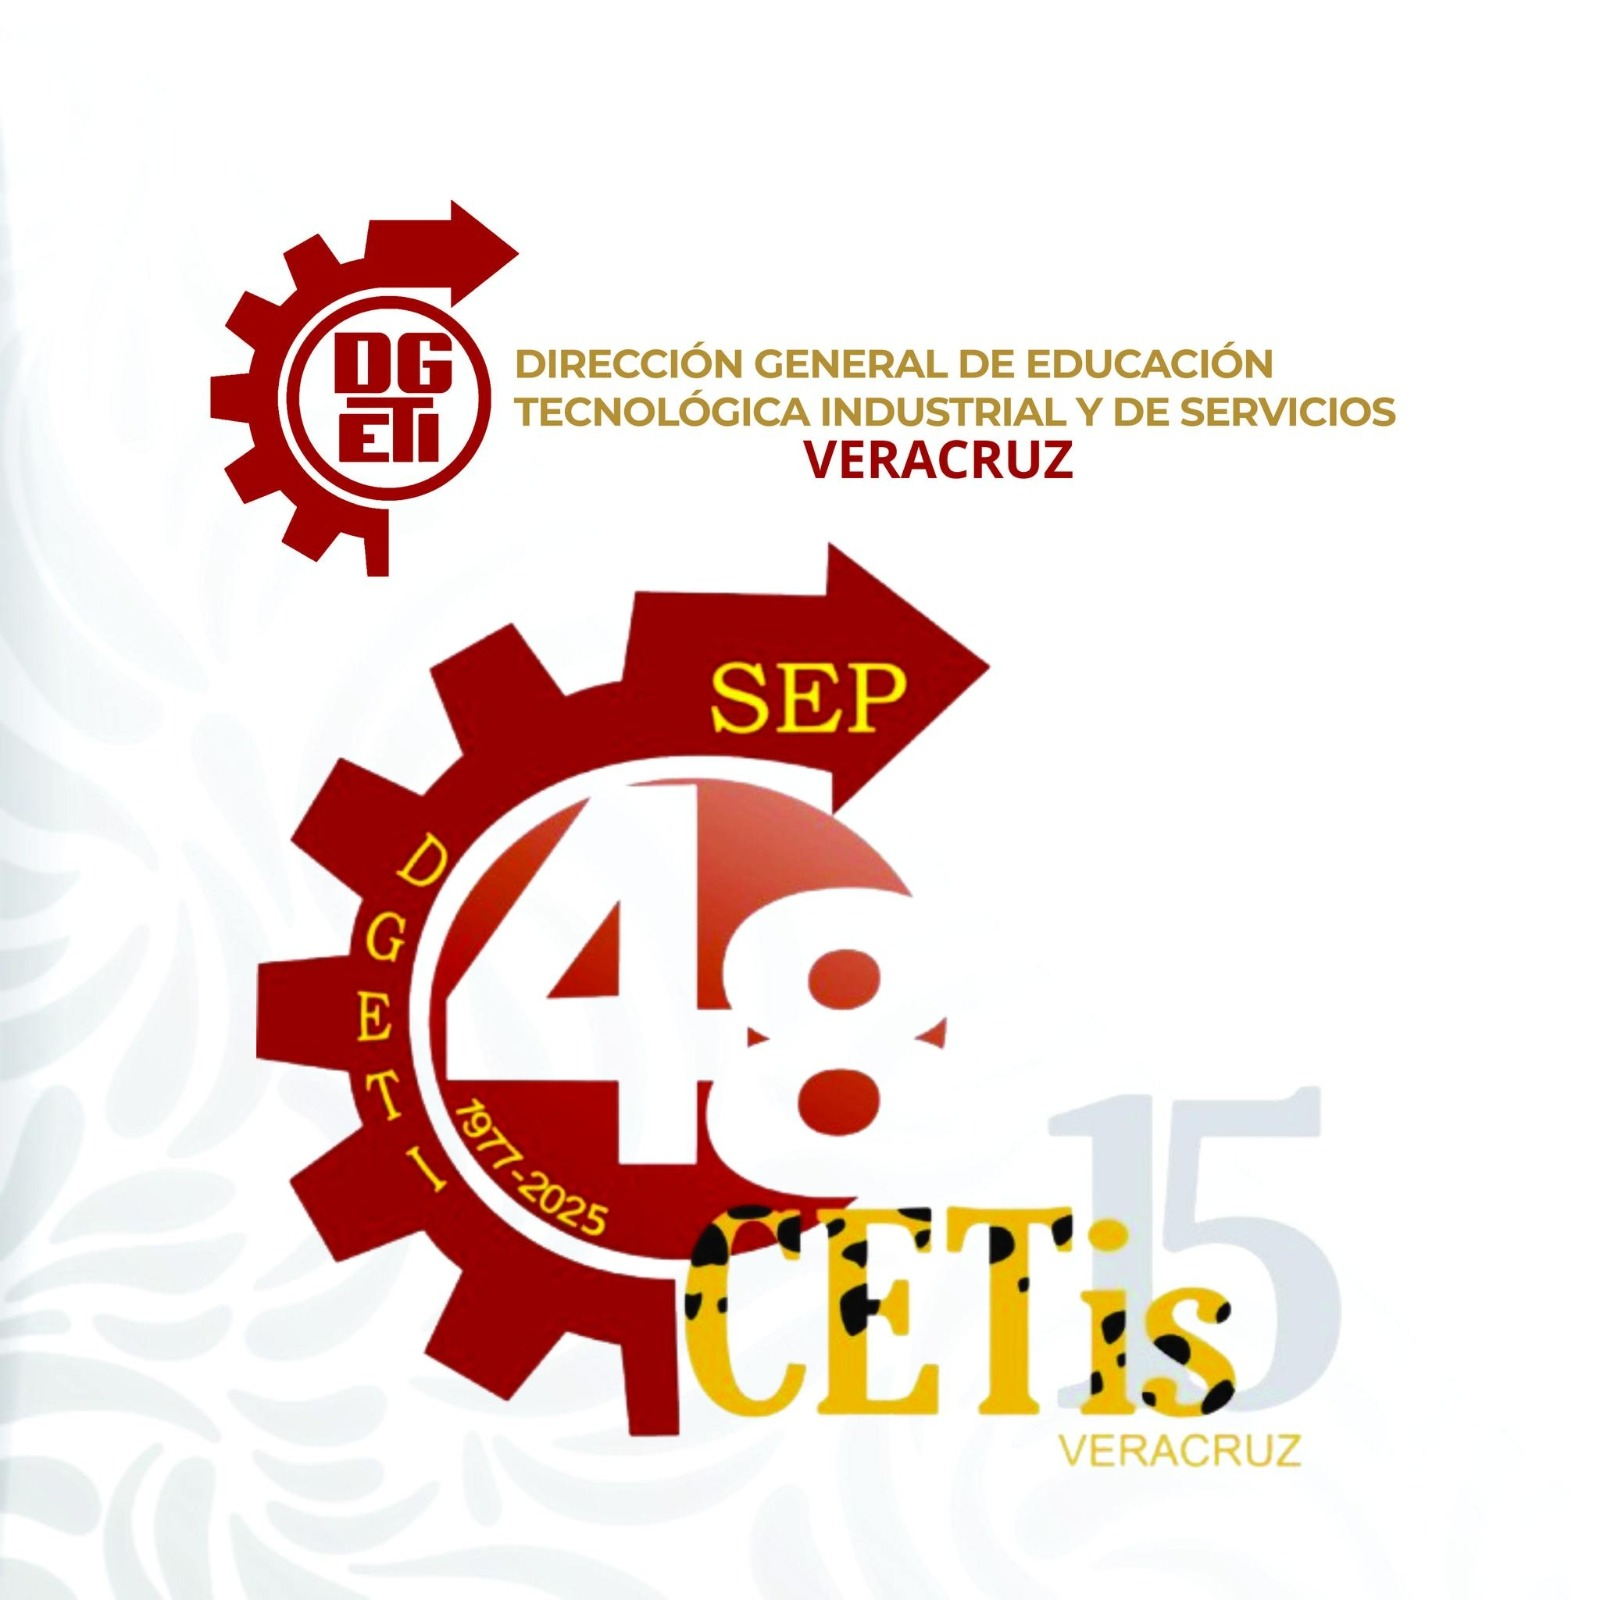 DG
ETI
DIRECCIÓN GENERAL DE EDUCACIÓN
TECNOLÓGICA INDUSTRIAL Y DE SERVICIOS
VERACRUZ
SEP
DGETI
48
1977-2025
15
CETis
VERACRUZ